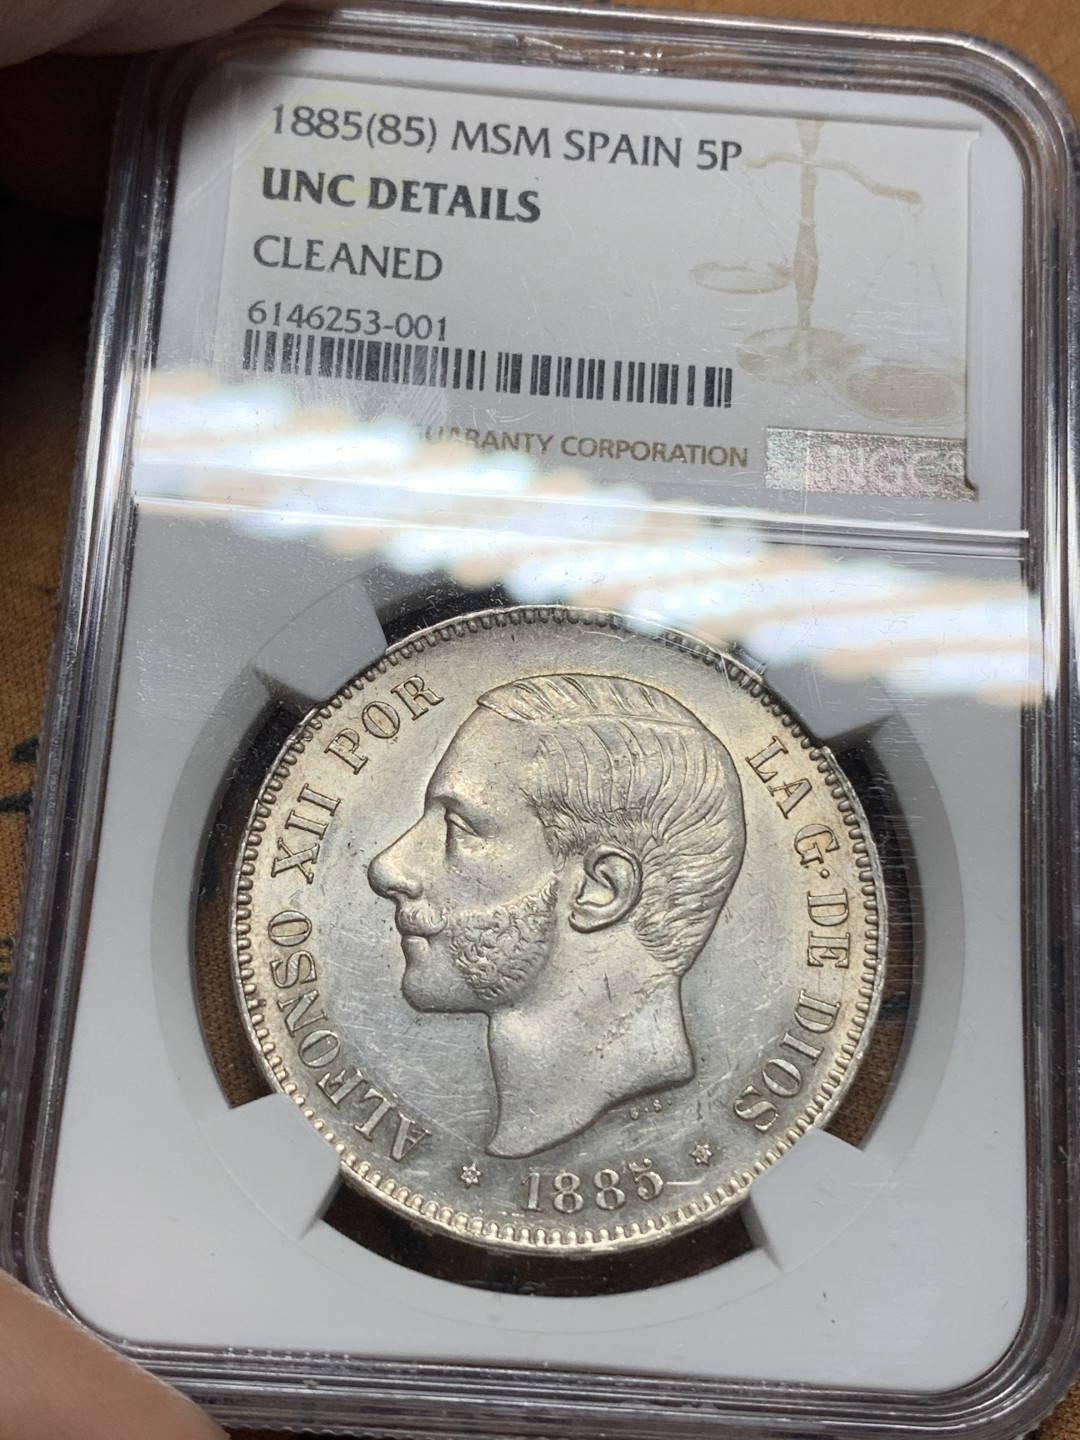 1885(85) MSM SPAIN 5P
UNC DETAILS
CLEANED
6146253-001
GUARANTY CORPORATION
NGC
ALFONSO XII POR LA G. DE DIOS
* 1885 *
G.S.